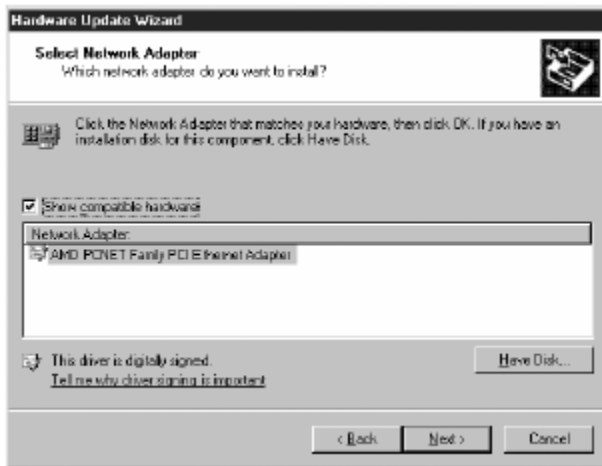 Hardware Update Wizard
Select Network Adapter
Which network adapter do you want to install?
Click the Network Adapter that matches your hardware, then click OK. If you have an
installation disk for this component, click Have Disk.
Show compatible hardware
Network Adapter:
AMD PCNET Family PCI Ethernet Adapter
This driver is digitally signed.
Have Disk...
Tell me why driver signing is important
< Back
Next >
Cancel